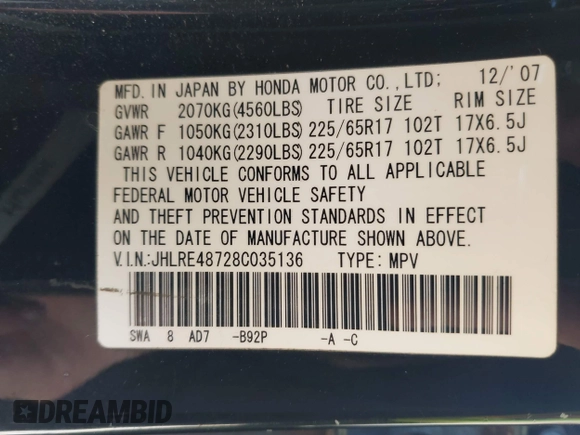 MFD. IN JAPAN BY HONDA MOTOR CO.,LTD; 12/'07
GVWR 2070KG(4560LBS) TIRE SIZE RIM SIZE
GAWR F 1050KG(2310LBS) 225/65R17 102T 17X6.5J
GAWR R 1040KG(2290LBS) 225/65R17 102T 17X6.5J
THIS VEHICLE CONFORMS TO ALL APPLICABLE
FEDERAL MOTOR VEHICLE SAFETY
AND THEFT PREVENTION STANDARDS IN EFFECT ON
THE DATE OF MANUFACTURE SHOWN ABOVE.
V.I.N.:JHLRE48728C035136 TYPE: MPV
SWA 8 AD7 -B92P -A -C
DREAMBID